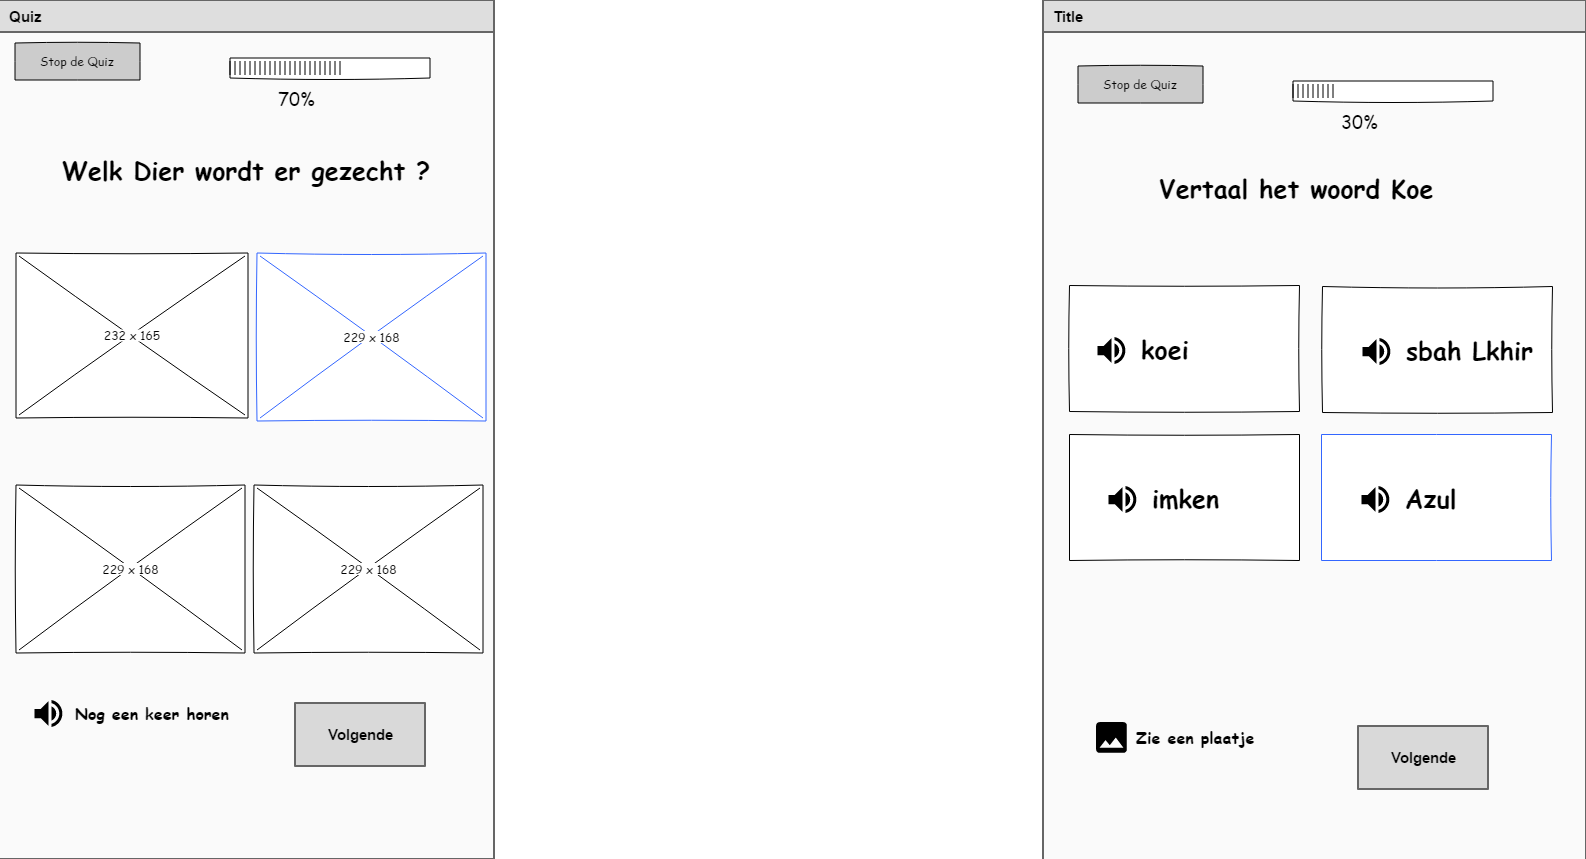 Quiz
Stop de Quiz
70%
Welk Dier wordt er gezecht ?
232 x 165
229 x 168
229 x 168
229 x 168
Nog een keer horen
Volgende
Title
Stop de Quiz
30%
Vertaal het woord Koe
koei
sbah Lkhir
imken
Azul
Zie een plaatje
Volgende